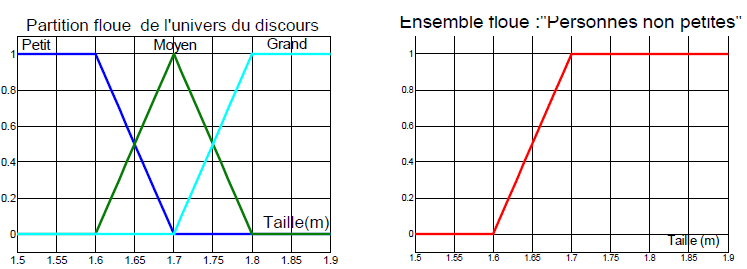 Partition floue de l'univers du discours
Petit Moyen Grand
1
0.8
0.6
0.4
0.2
0
Taille(m)
1.5 1.55 1.6 1.65 1.7 1.75 1.8 1.85 1.9
Ensemble floue :"Personnes non petites"
1
0.8
0.6
0.4
0.2
0
Taille (m)
1.5 1.55 1.6 1.65 1.7 1.75 1.8 1.85 1.9